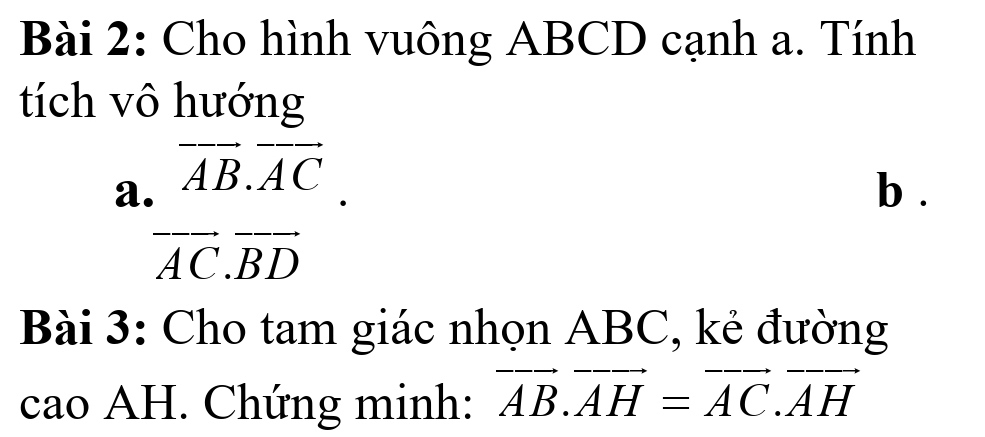 Bài 2: Cho hình vuông ABCD cạnh a. Tính
tích vô hướng
a. $\overrightarrow{AB}.\overrightarrow{AC}$ . b .
$\overrightarrow{AC}.\overrightarrow{BD}$
Bài 3: Cho tam giác nhọn ABC, kẻ đường
cao AH. Chứng minh: $\overrightarrow{AB}.\overrightarrow{AH} = \overrightarrow{AC}.\overrightarrow{AH}$